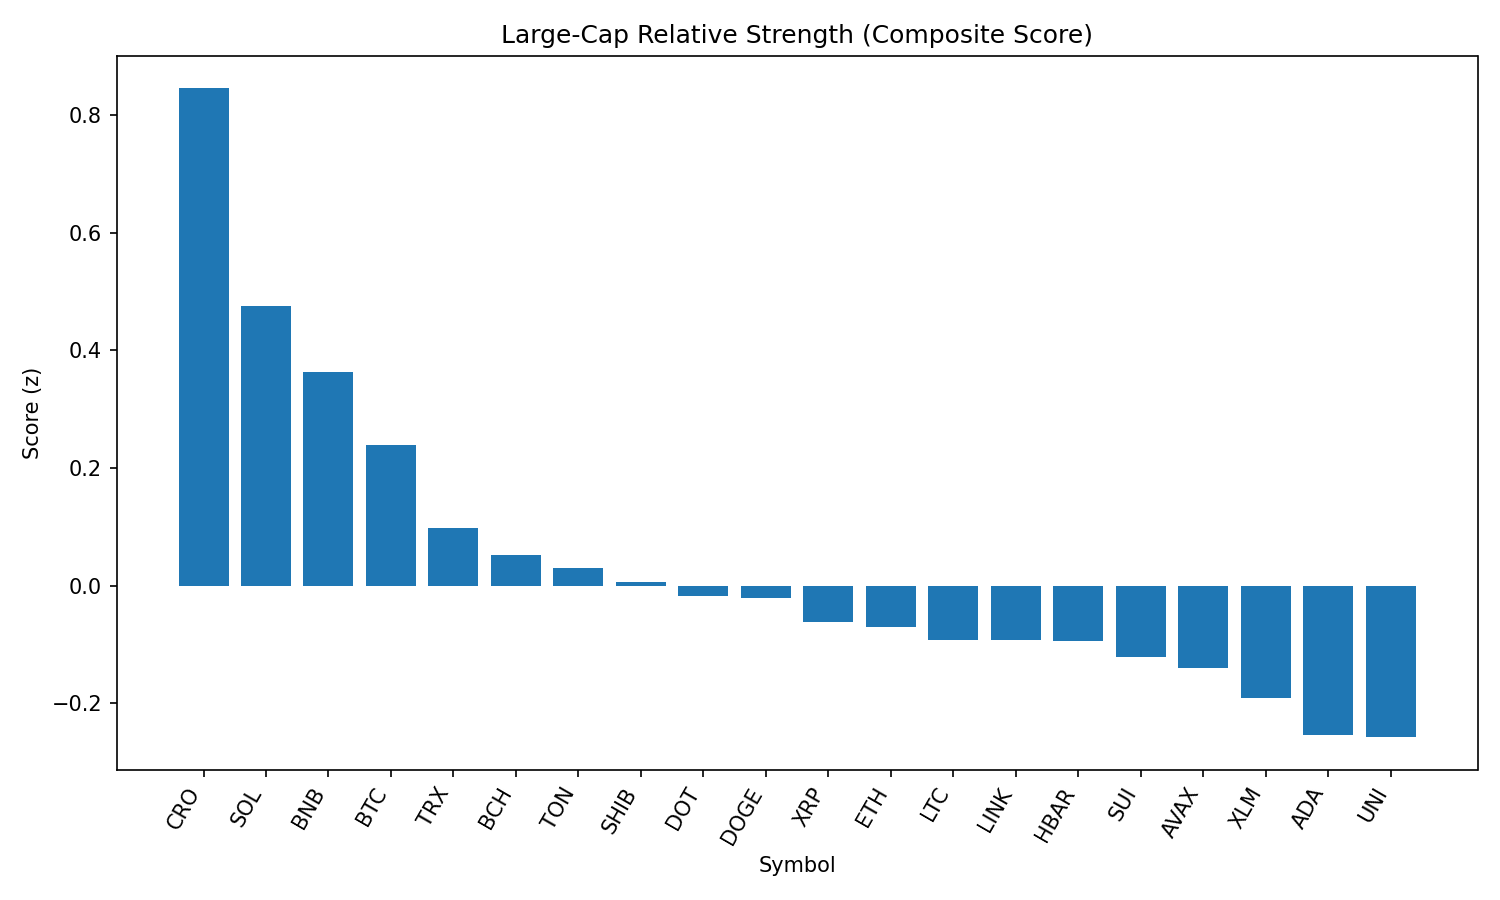 Large-Cap Relative Strength (Composite Score)
Score (z)
0.8
0.6
0.4
0.2
0.0
−0.2
CRO
SOL
BNB
BTC
TRX
BCH
TON
SHIB
DOT
DOGE
XRP
ETH
LTC
LINK
HBAR
SUI
AVAX
XLM
ADA
UNI
Symbol